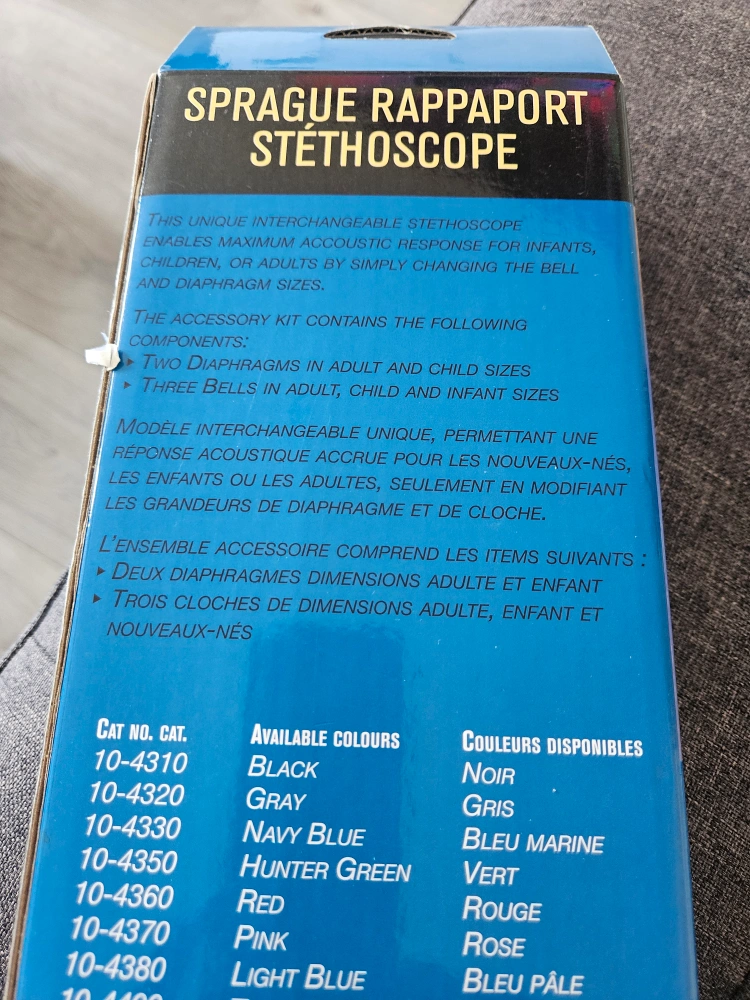 SPRAGUE RAPPAPORT
STÉTHOSCOPE
THIS UNIQUE INTERCHANGEABLE STETHOSCOPE
ENABLES MAXIMUM ACCOUSTIC RESPONSE FOR INFANTS,
CHILDREN, OR ADULTS BY SIMPLY CHANGING THE BELL
AND DIAPHRAGM SIZES.
THE ACCESSORY KIT CONTAINS THE FOLLOWING
COMPONENTS:
▸ TWO DIAPHRAGMS IN ADULT AND CHILD SIZES
▸ THREE BELLS IN ADULT, CHILD AND INFANT SIZES
MODÈLE INTERCHANGEABLE UNIQUE, PERMETTANT UNE
RÉPONSE ACOUSTIQUE ACCRUE POUR LES NOUVEAUX-NÉS,
LES ENFANTS OU LES ADULTES, SEULEMENT EN MODIFIANT
LES GRANDEURS DE DIAPHRAGME ET DE CLOCHE.
L'ENSEMBLE ACCESSOIRE COMPREND LES ITEMS SUIVANTS :
▸ DEUX DIAPHRAGMES DIMENSIONS ADULTE ET ENFANT
▸ TROIS CLOCHES DE DIMENSIONS ADULTE, ENFANT ET
NOUVEAUX-NÉS
CAT NO. CAT. AVAILABLE COLOURS COULEURS DISPONIBLES
10-4310 BLACK NOIR
10-4320 GRAY GRIS
10-4330 NAVY BLUE BLEU MARINE
10-4350 HUNTER GREEN VERT
10-4360 RED ROUGE
10-4370 PINK ROSE
10-4380 LIGHT BLUE BLEU PÂLE